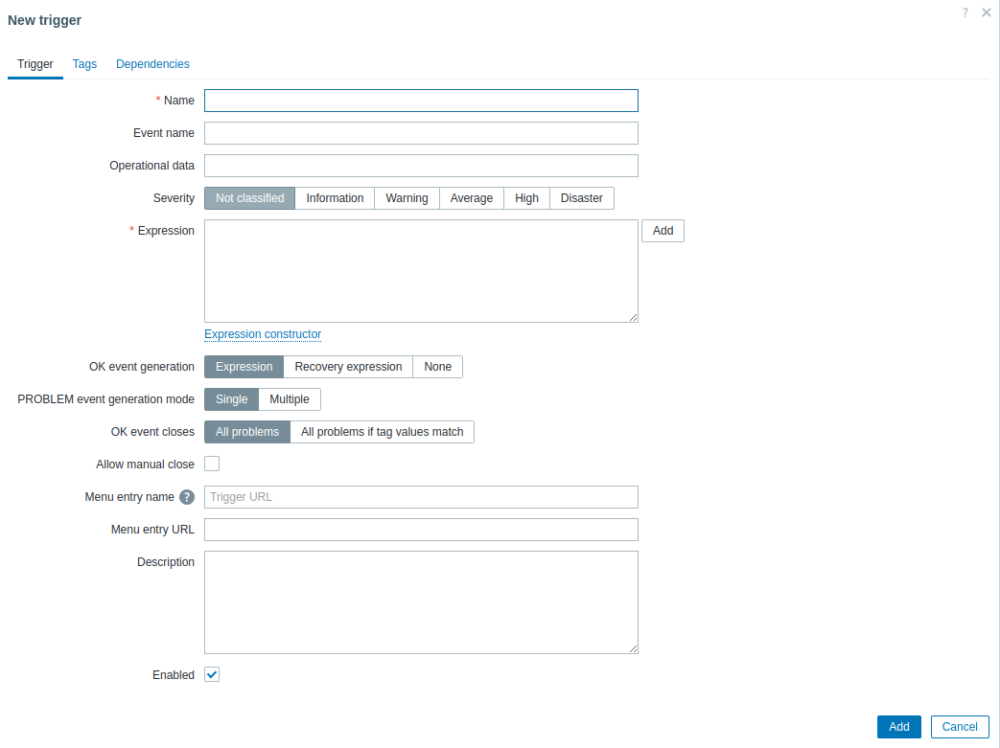 New trigger
?
Trigger Tags Dependencies
* Name
Event name
Operational data
Severity Not classified Information Warning Average High Disaster
* Expression Add
Expression constructor
OK event generation Expression Recovery expression None
PROBLEM event generation mode Single Multiple
OK event closes All problems All problems if tag values match
Allow manual close
Menu entry name ? Trigger URL
Menu entry URL
Description
Enabled
Add Cancel